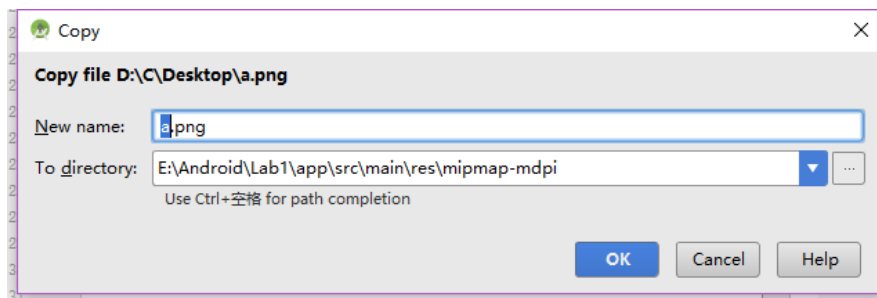 Copy
Copy file D:\C\Desktop\a.png
New name: a.png
To directory: E:\Android\Lab1\app\src\main\res\mipmap-mdpi
Use Ctrl+空格 for path completion
OK Cancel Help